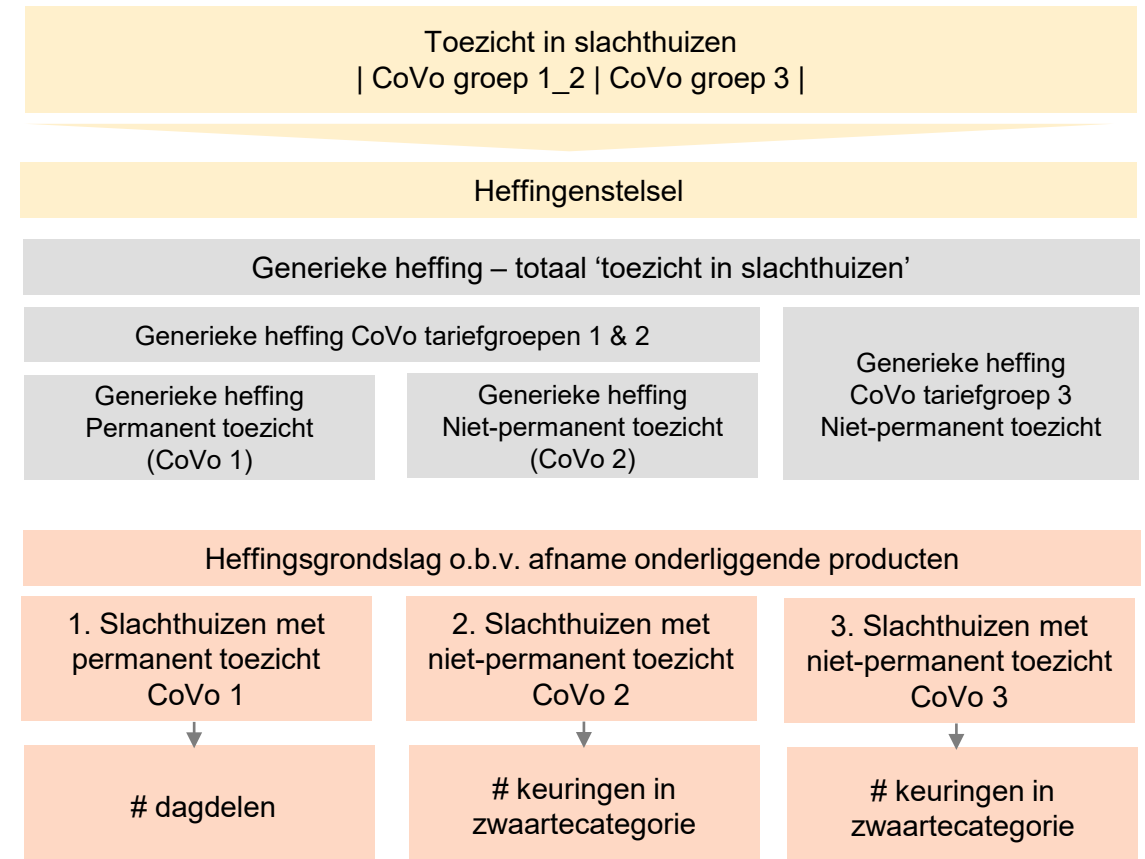 Toezicht in slachthuizen
| CoVo groep 1_2 | CoVo groep 3 |
Heffingenstelsel
Generieke heffing – totaal ‘toezicht in slachthuizen’
Generieke heffing CoVo tariefgroepen 1 & 2
Generieke heffing
Permanent toezicht
(CoVo 1)
Generieke heffing
Niet-permanent toezicht
(CoVo 2)
Generieke heffing
CoVo tariefgroep 3
Niet-permanent toezicht
Heffingsgrondslag o.b.v. afname onderliggende producten
1. Slachthuizen met
permanent toezicht
CoVo 1
2. Slachthuizen met
niet-permanent toezicht
CoVo 2
3. Slachthuizen met
niet-permanent toezicht
CoVo 3
# dagdelen
# keuringen in
zwaartecategorie
# keuringen in
zwaartecategorie